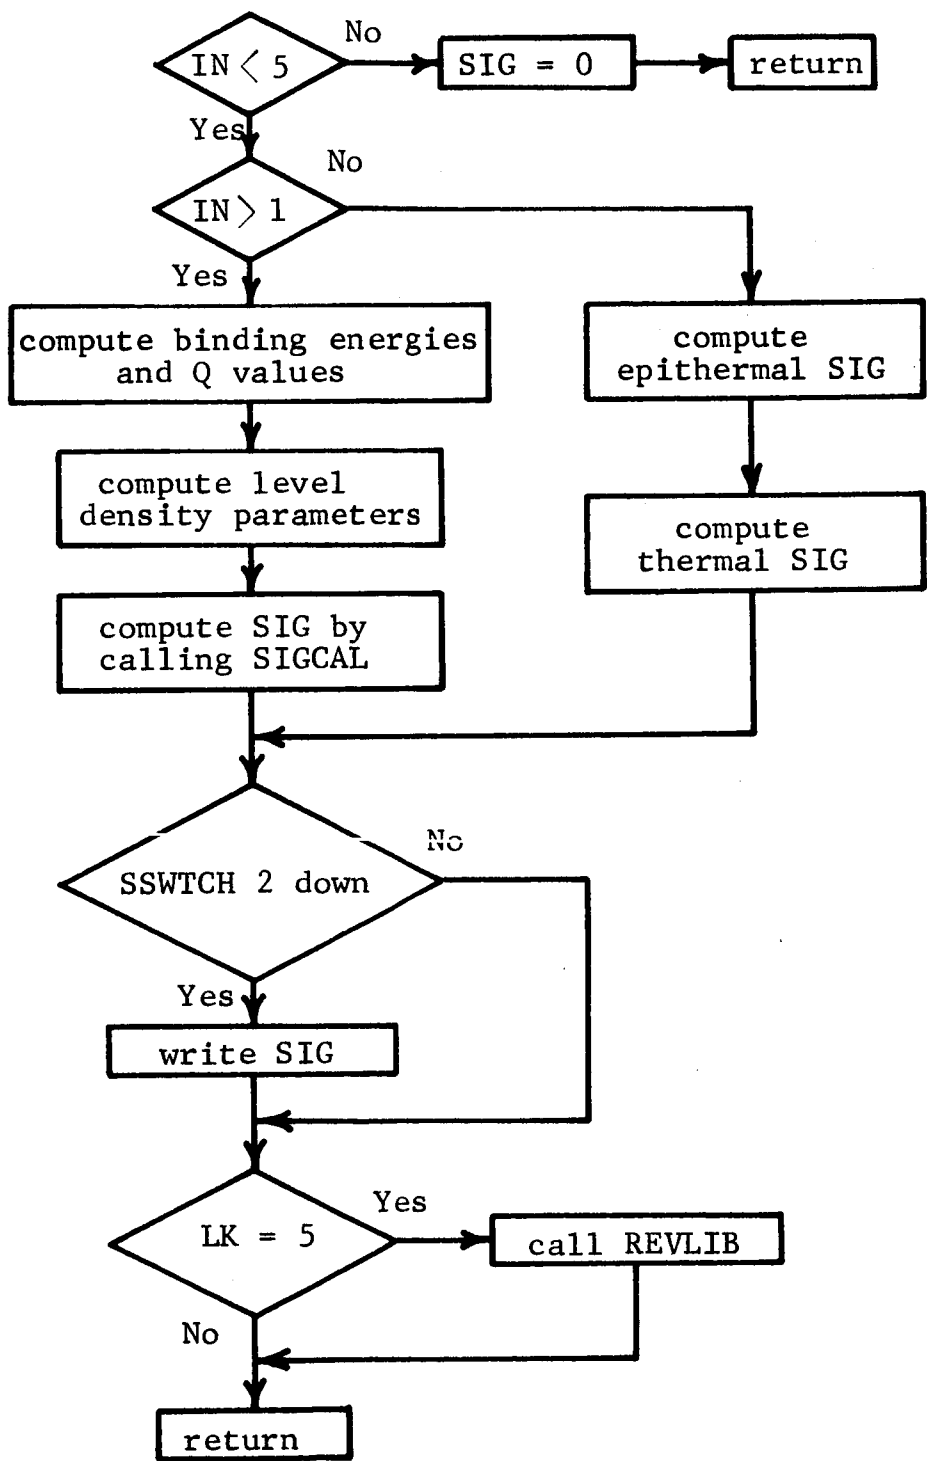 No
IN < 5
SIG = 0
return
Yes
No
IN > 1
Yes
compute binding energies
and Q values
compute
epithermal SIG
compute level
density parameters
compute
thermal SIG
compute SIG by
calling SIGCAL
No
SSWTCH 2 down
Yes
write SIG
Yes
LK = 5
call REVLIB
No
return